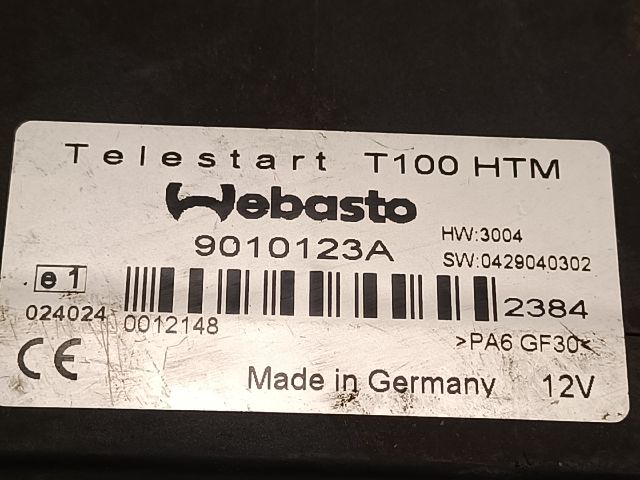 Telestart T100 HTM
Webasto
9010123A
HW:3004
SW:0429040302
e1
2384
024024
0012148
>PA6 GF30<
CE
Made in Germany 12V